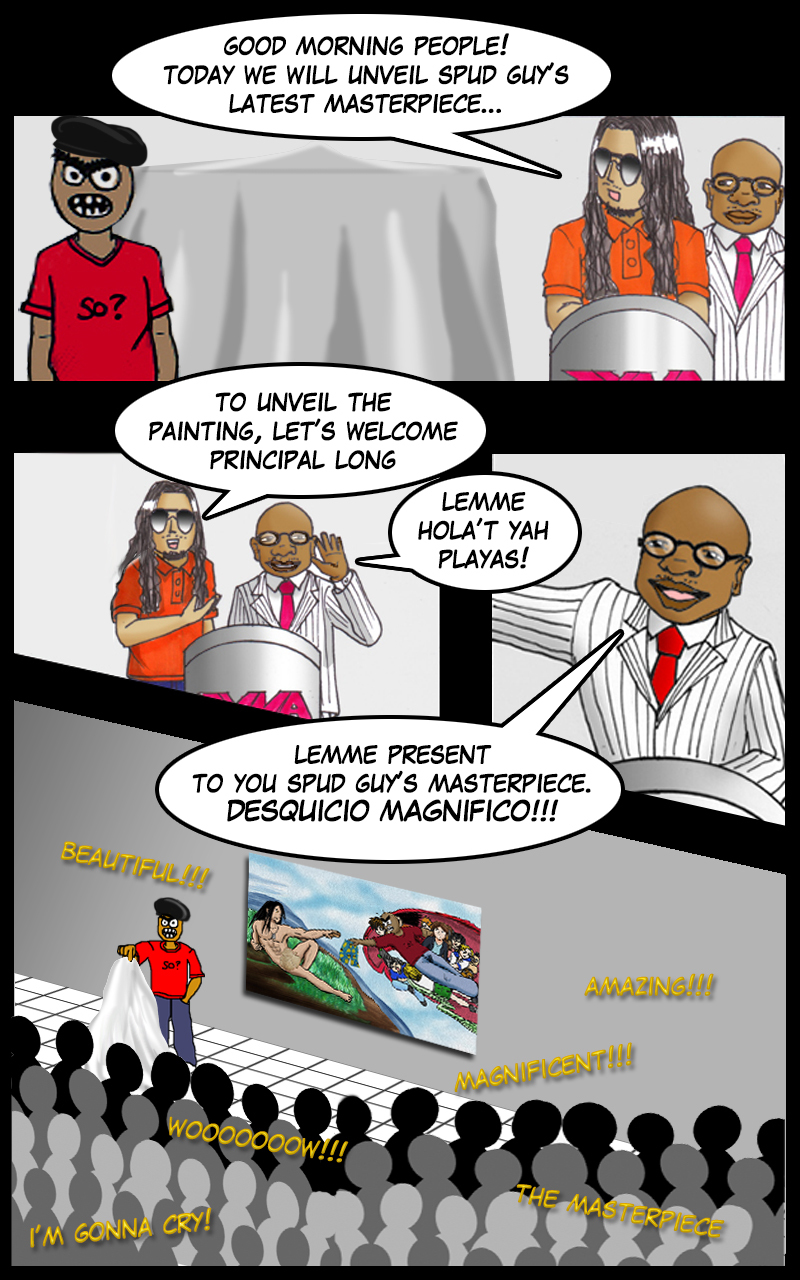 GOOD MORNING PEOPLE!
TODAY WE WILL UNVEIL SPUD GUY'S
LATEST MASTERPIECE...
SO?
TO UNVEIL THE
PAINTING, LET'S WELCOME
PRINCIPAL LONG
LEMME
HOLA'T YAH
PLAYAS!
LEMME PRESENT
TO YOU SPUD GUY'S MASTERPIECE.
DESQUICIO MAGNIFICO!!!
BEAUTIFUL!!!
SO?
AMAZING!!!
MAGNIFICENT!!!
WOOOOOOOW!!!
THE MASTERPIECE
I'M GONNA CRY!